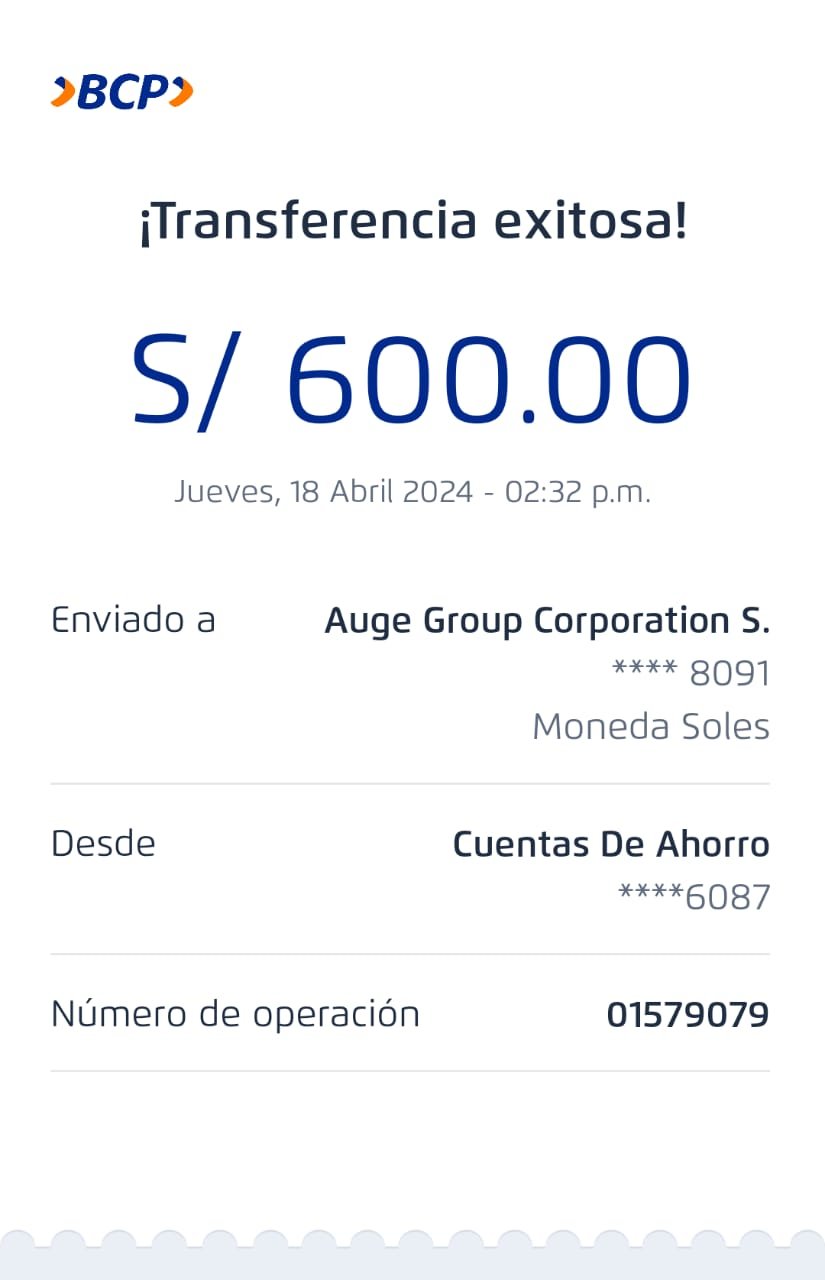 BCP
¡Transferencia exitosa!
S/ 600.00
Jueves, 18 Abril 2024 - 02:32 p.m.
Enviado a Auge Group Corporation S.
**** 8091
Moneda Soles
Desde Cuentas De Ahorro
****6087
Número de operación 01579079